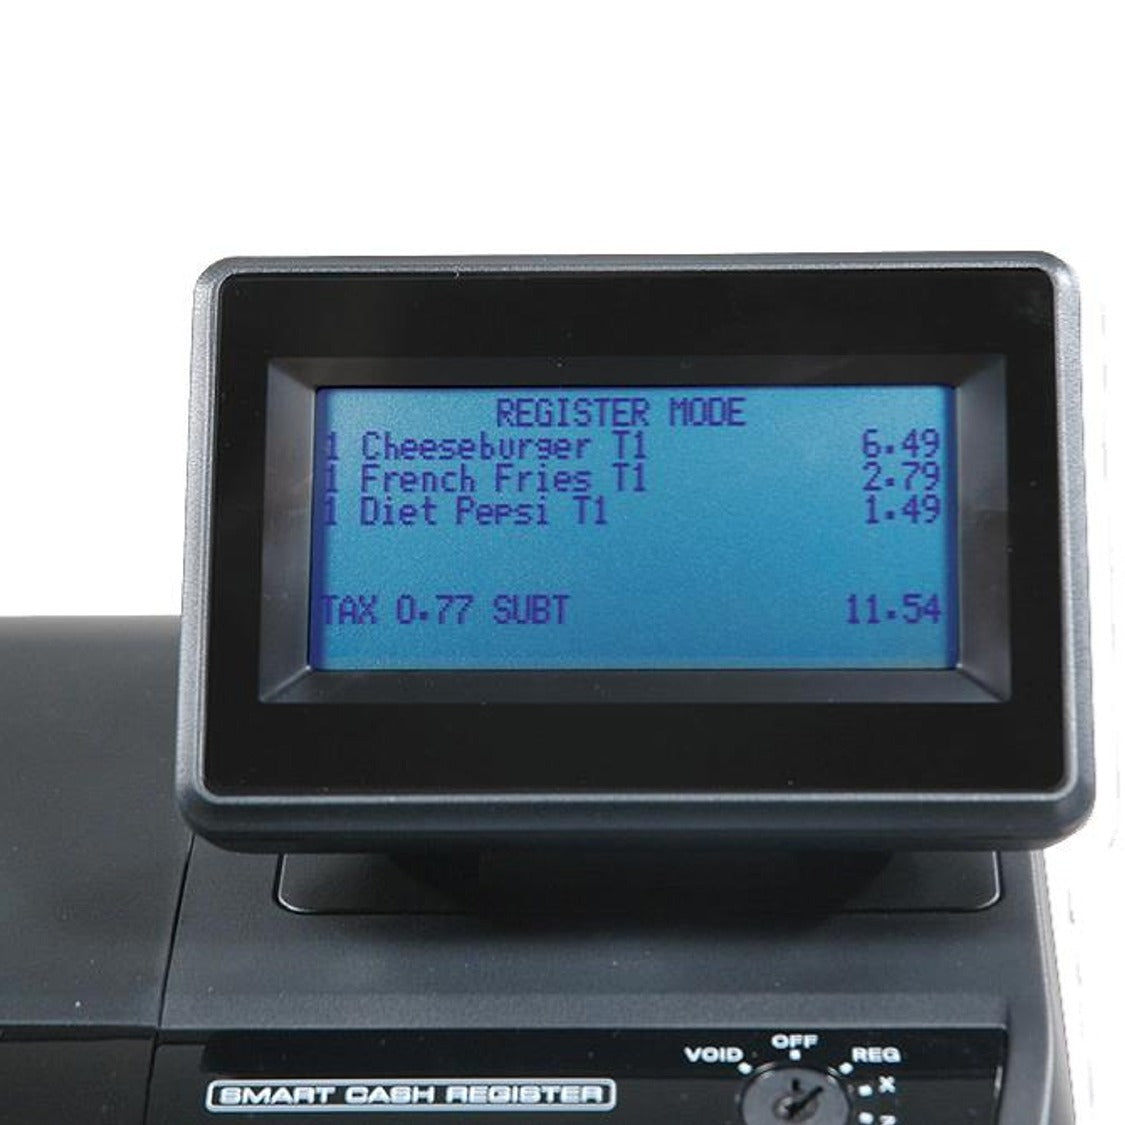 REGISTER MODE
1 Cheeseburger T1 6.49
1 French Fries T1 2.79
1 Diet Pepsi T1 1.49
TAX 0.77 SUBT 11.54
VOID OFF REG
X
Z
SMART CASH REGISTER